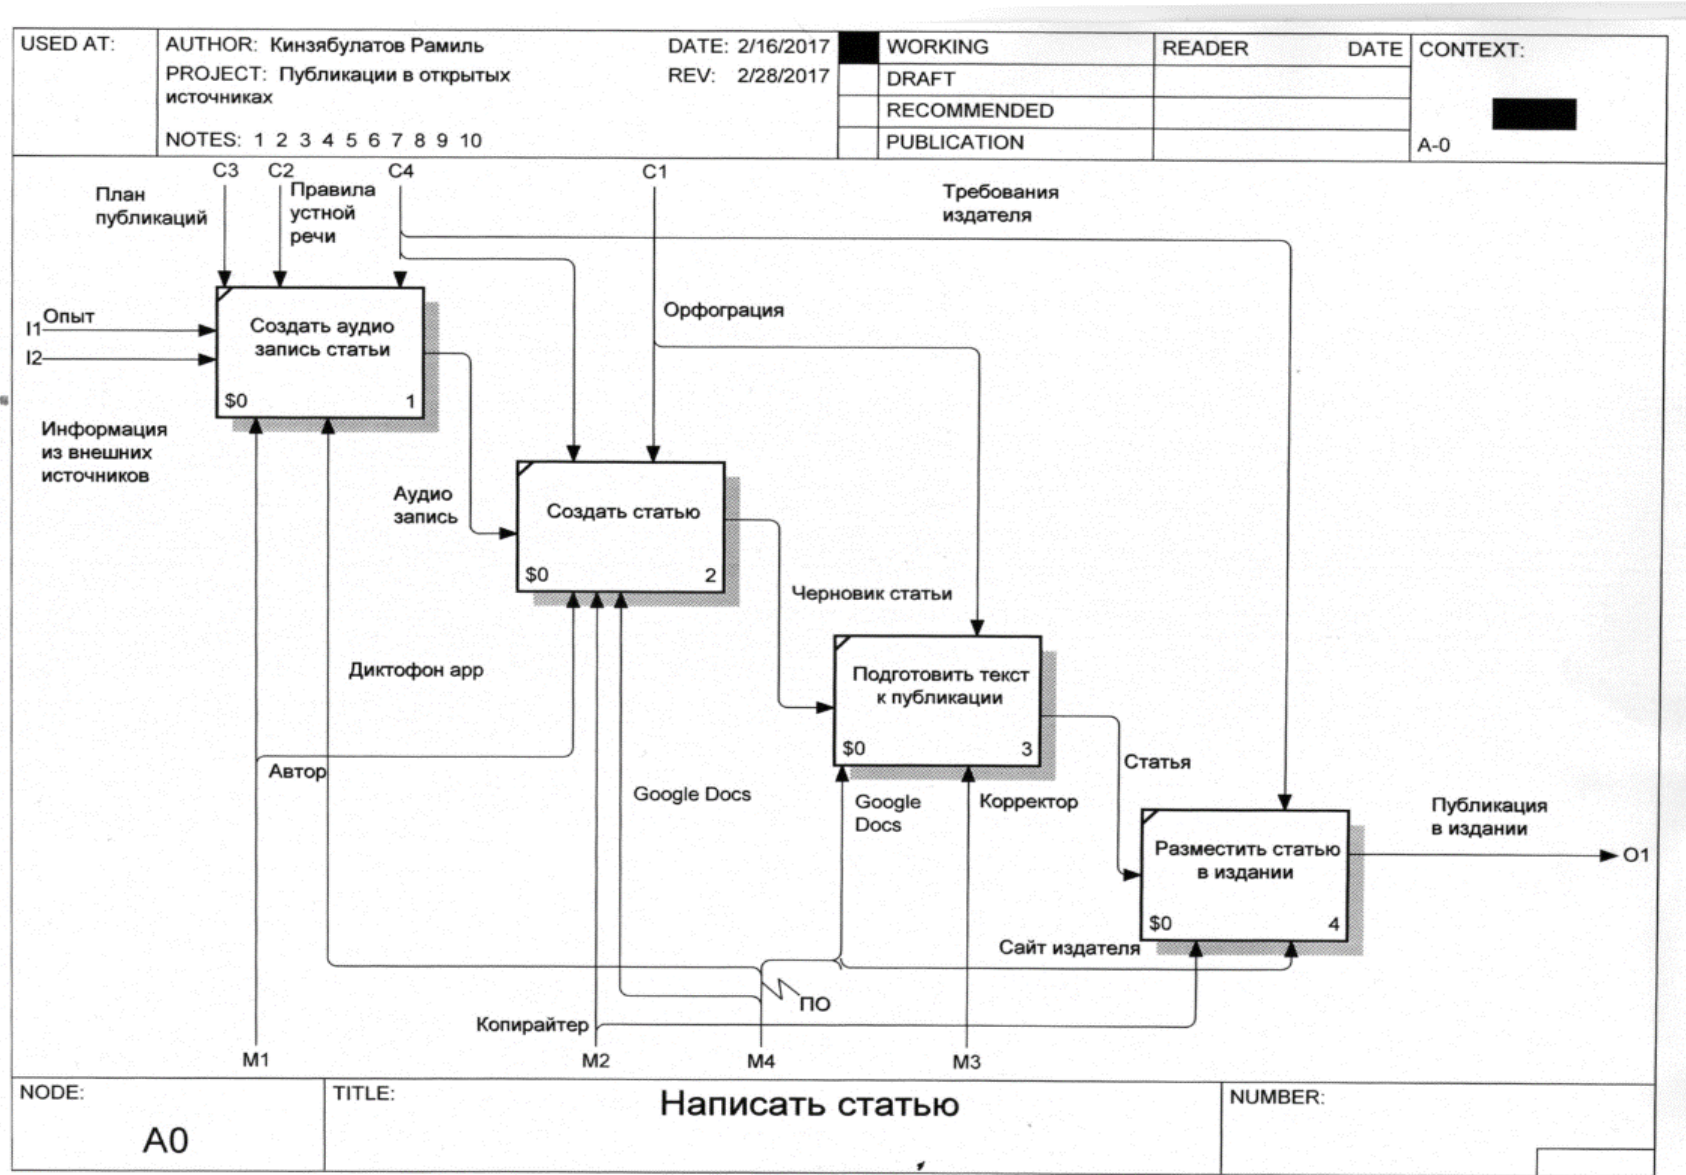 USED AT:
AUTHOR: Кинзябулатов Рамиль
DATE: 2/16/2017
PROJECT: Публикации в открытых
источниках
REV: 2/28/2017
NOTES: 1 2 3 4 5 6 7 8 9 10
WORKING
DRAFT
RECOMMENDED
PUBLICATION
READER DATE
CONTEXT:
A-0
C3
C2
C4
C1
План
публикаций
Правила
устной
речи
Требования
издателя
I1
Опыт
I2
Создать аудио
запись статьи
$0 1
Орфограция
Информация
из внешних
источников
Аудио
запись
Создать статью
$0 2
Черновик статьи
Диктофон app
Подготовить текст
к публикации
$0 3
Автор
Google Docs
Google
Docs
Корректор
Статья
Публикация
в издании
O1
Разместить статью
в издании
$0 4
Сайт издателя
ПО
Копирайтер
M1
M2
M4
M3
NODE:
A0
TITLE:
Написать статью
NUMBER: